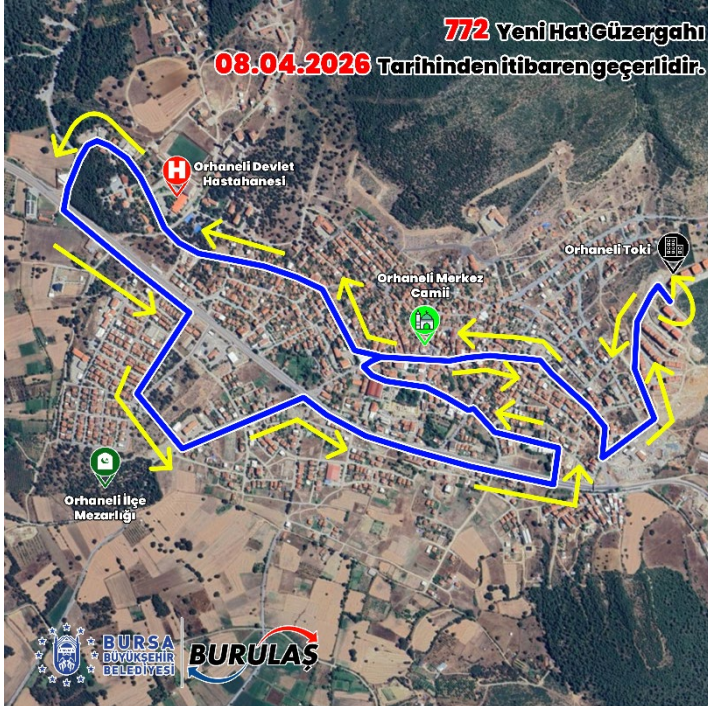 772 Yeni Hat Güzergahı
08.04.2026 Tarihinden itibaren geçerlidir.
H
Orhaneli Devlet
Hastahanesi
Orhaneli Toki
Orhaneli Merkez
Camii
Orhaneli İlçe
Mezarlığı
BURSA
BÜYÜKŞEHİR
BELEDİYESİ
BURULAŞ